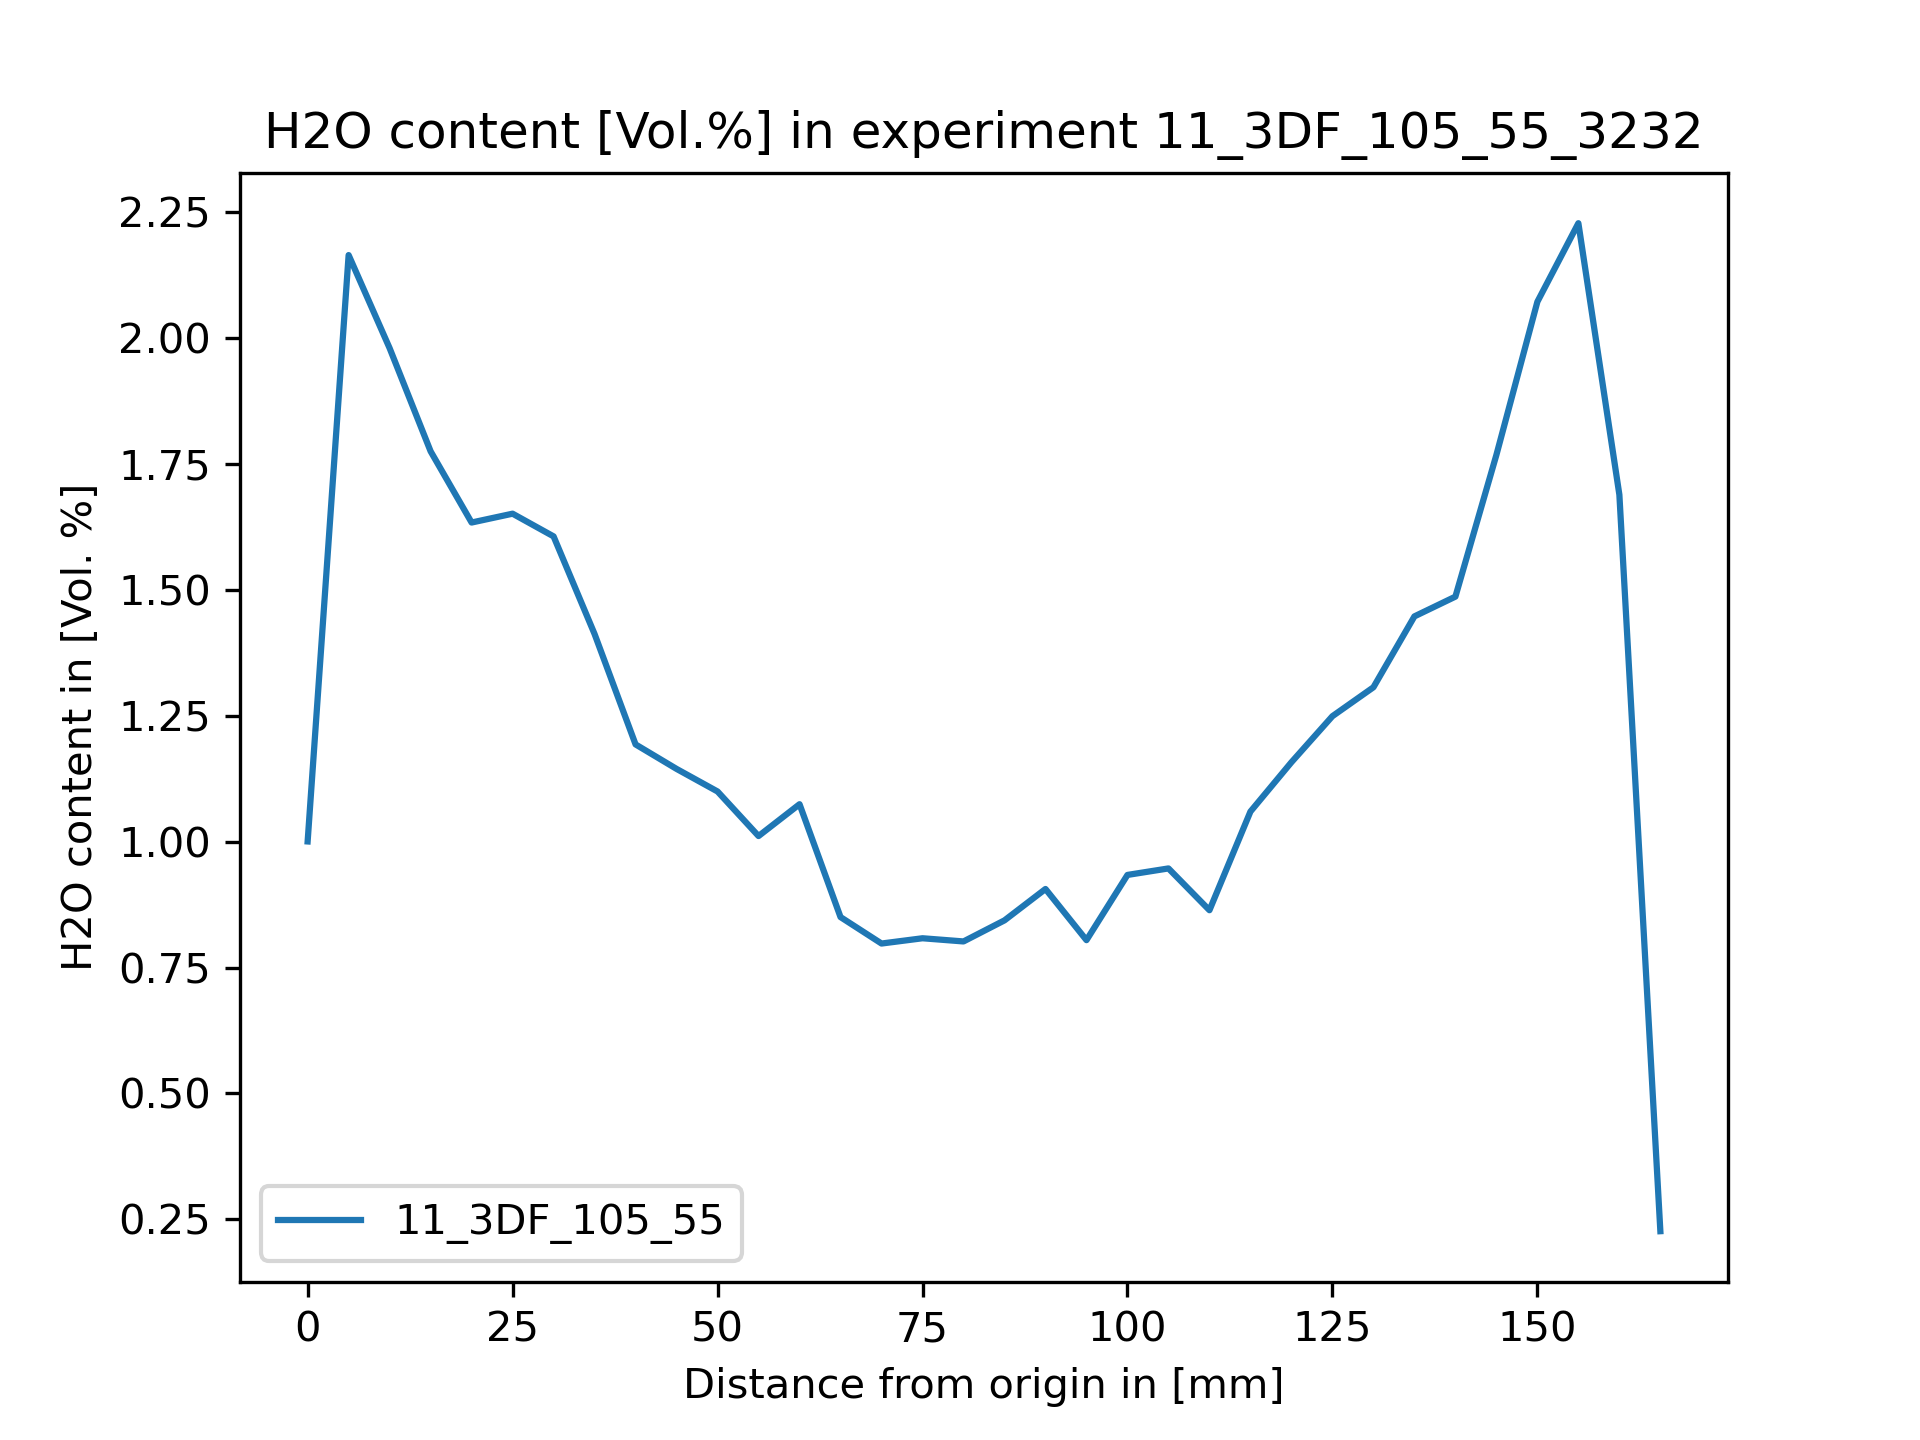 H2O content [Vol.%] in experiment 11_3DF_105_55_3232
H2O content in [Vol. %]
2.25
2.00
1.75
1.50
1.25
1.00
0.75
0.50
0.25
11_3DF_105_55
0 25 50 75 100 125 150
Distance from origin in [mm]